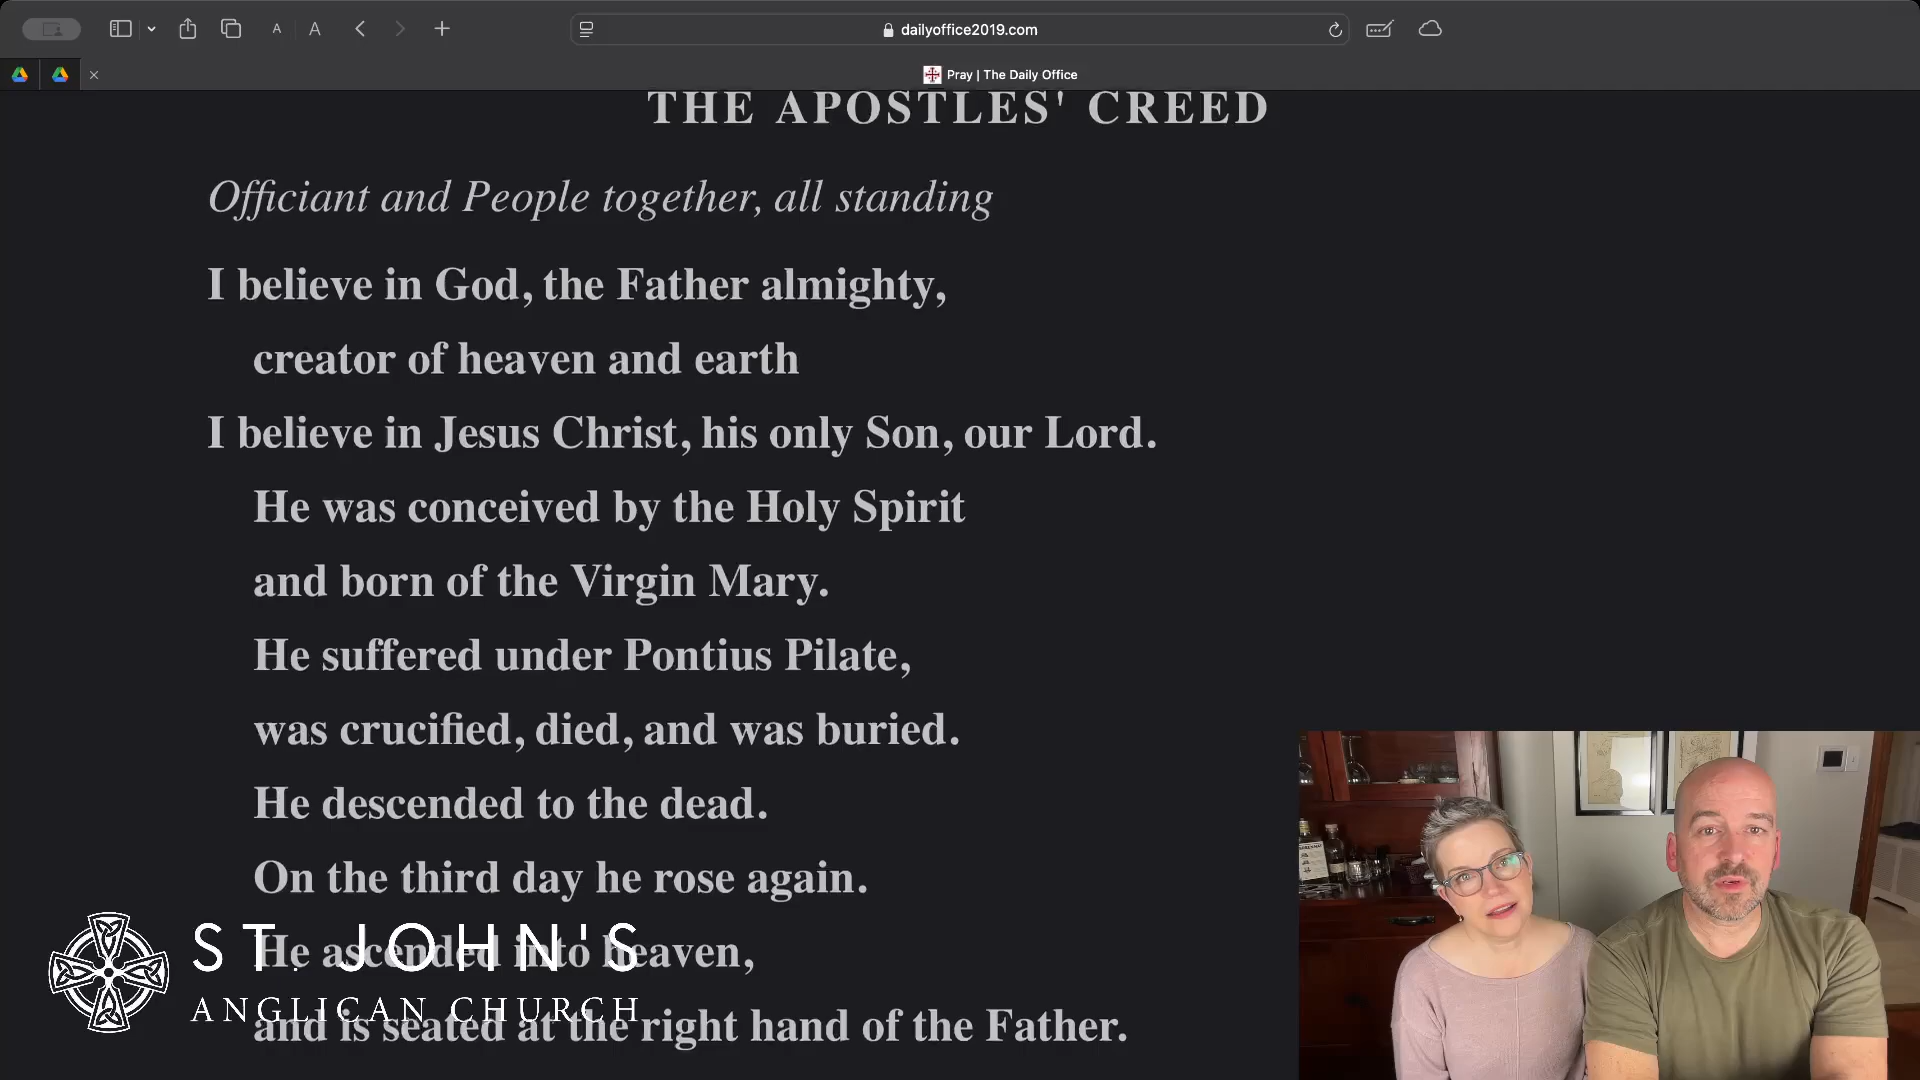 dailyoffice2019.com
A
A
Pray | The Daily Office
THE APOSTLES' CREED
Officiant and People together, all standing
I believe in God, the Father almighty,
creator of heaven and earth
I believe in Jesus Christ, his only Son, our Lord.
He was conceived by the Holy Spirit
and born of the Virgin Mary.
He suffered under Pontius Pilate,
was crucified, died, and was buried.
He descended to the dead.
On the third day he rose again.
He ascended into heaven,
and is seated at the right hand of the Father.
ST. JOHN'S
ANGLICAN CHURCH